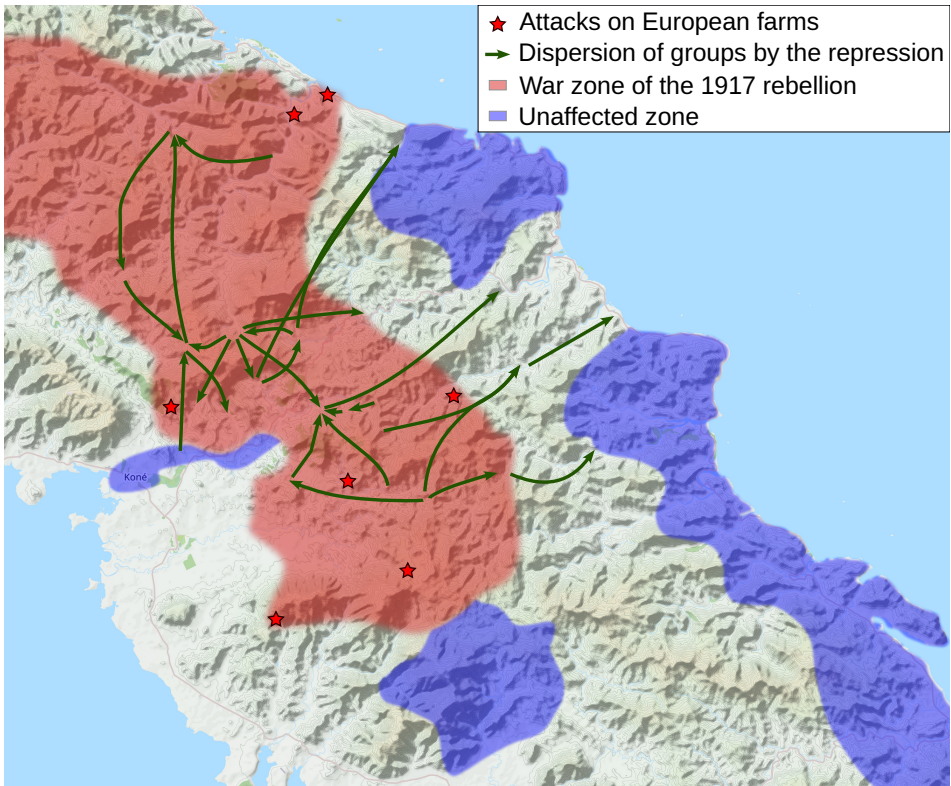 Attacks on European farms
Dispersion of groups by the repression
War zone of the 1917 rebellion
Unaffected zone
Koné